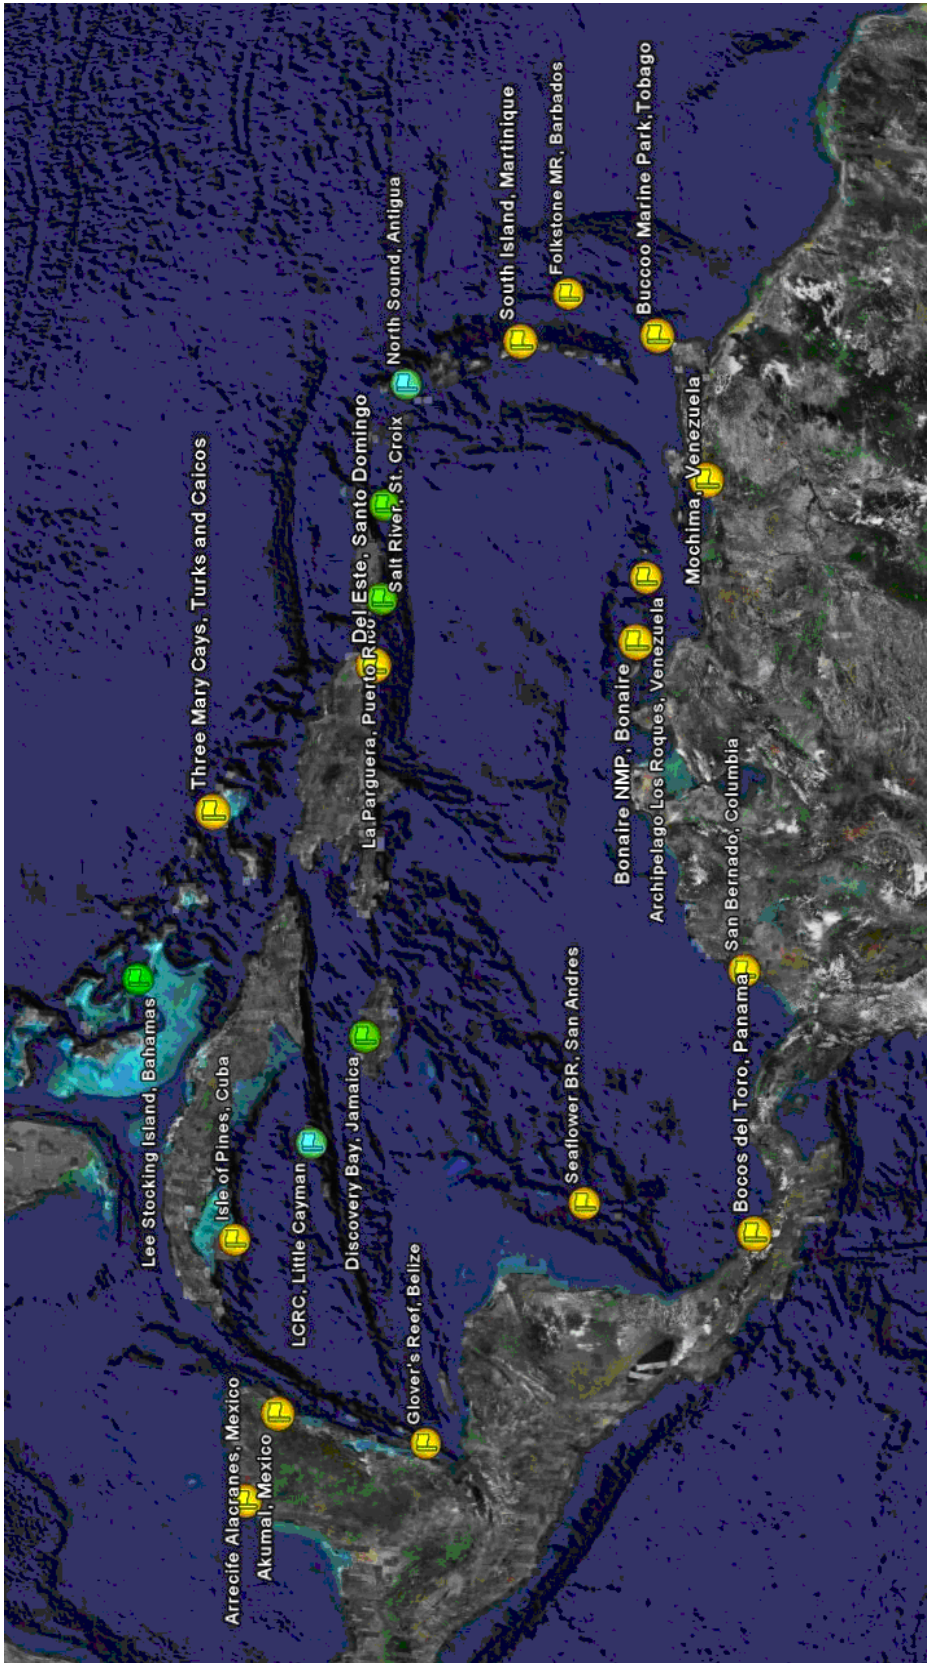 Lee Stocking Island, Bahamas
Three Mary Cays, Turks and Caicos
Arrecife Alacranes, Mexico
Akumal, Mexico
Isle of Pines, Cuba
LCRC, Little Cayman
Discovery Bay, Jamaica
La Parguera, Puerto Rico
Del Este, Santo Domingo
Salt River, St. Croix
North Sound, Antigua
Glover's Reef, Belize
South Island, Martinique
Folkstone MR, Barbados
Seaflower BR, San Andres
Bonaire NMP, Bonaire
Archipelago Los Roques, Venezuela
Buccoo Marine Park,Tobago
Mochima, Venezuela
San Bernado, Columbia
Bocos del Toro, Panama